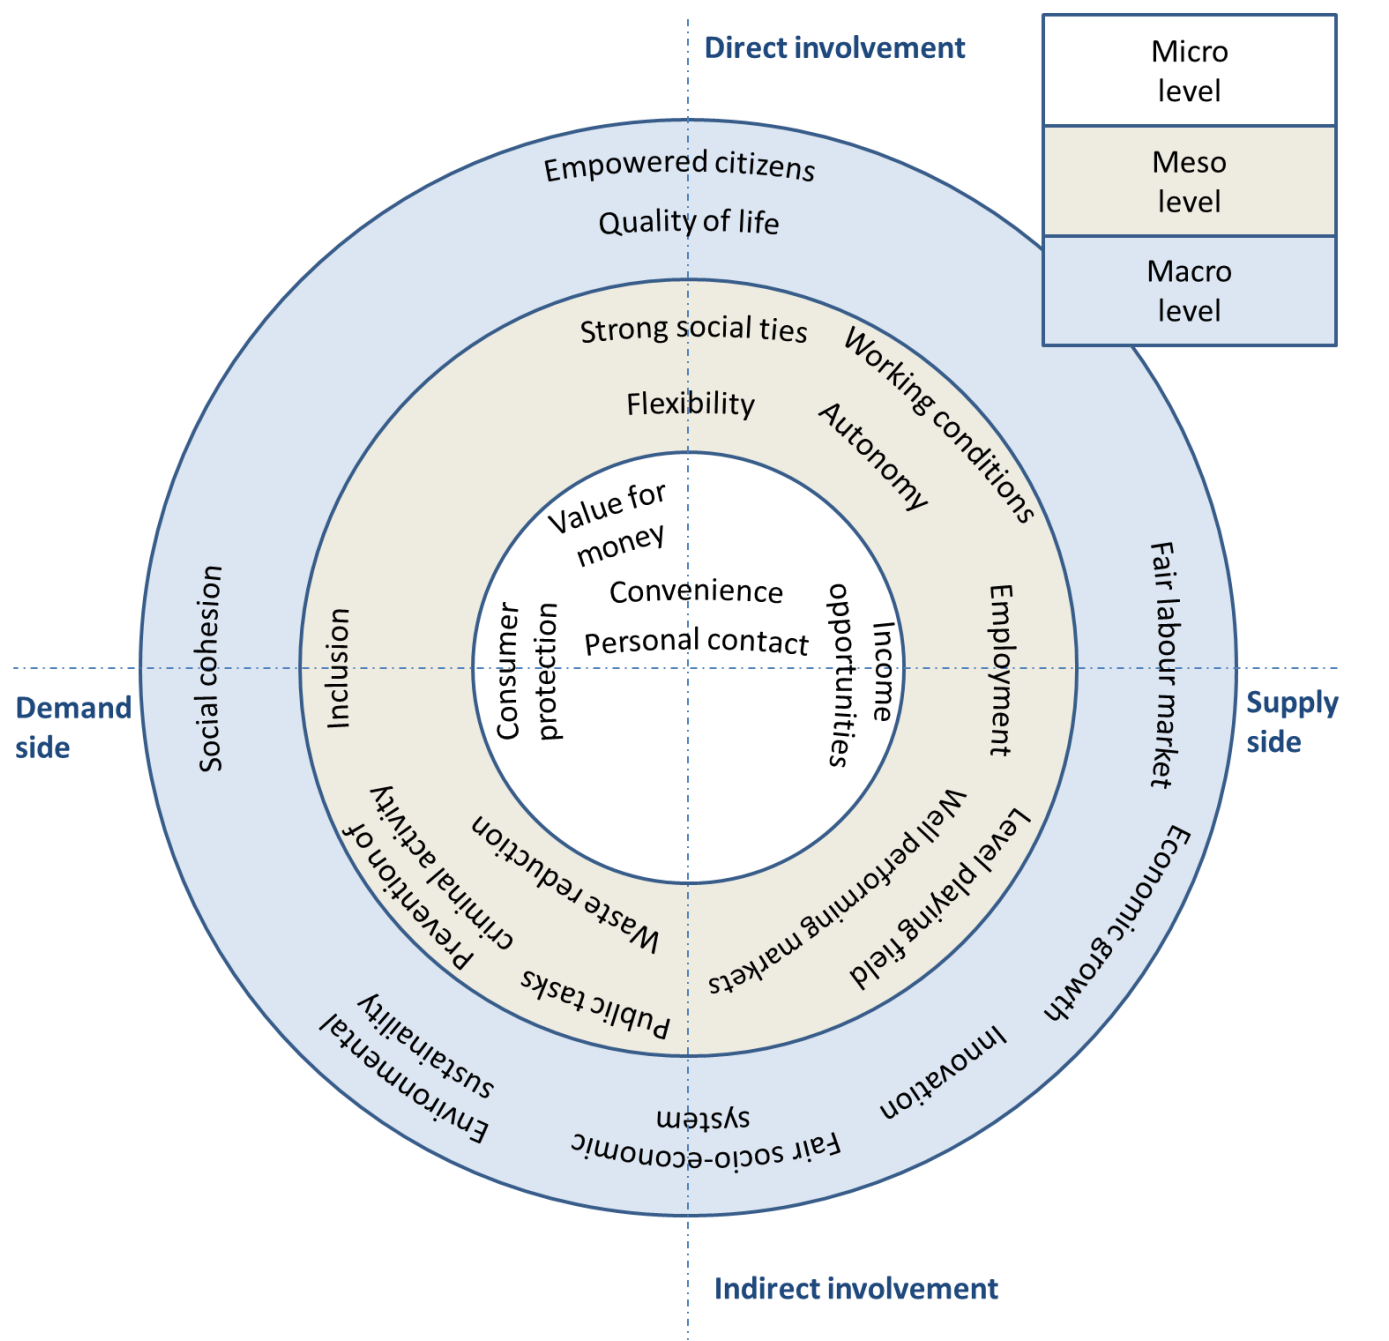 Direct involvement
Micro
level
Meso
level
Macro
level
Empowered citizens
Quality of life
Strong social ties
Working conditions
Flexibility
Autonomy
Value for
money
Convenience
Personal contact
Consumer
protection
Income
opportunities
Employment
Inclusion
Social cohesion
Fair labour market
Demand
side
Supply
side
Waste reduction
Prevention of
criminal activity
Public tasks
Well performing markets
Level playing field
Economic growth
Innovation
Environmental
sustainaility
Fair socio-economic
system
Indirect involvement